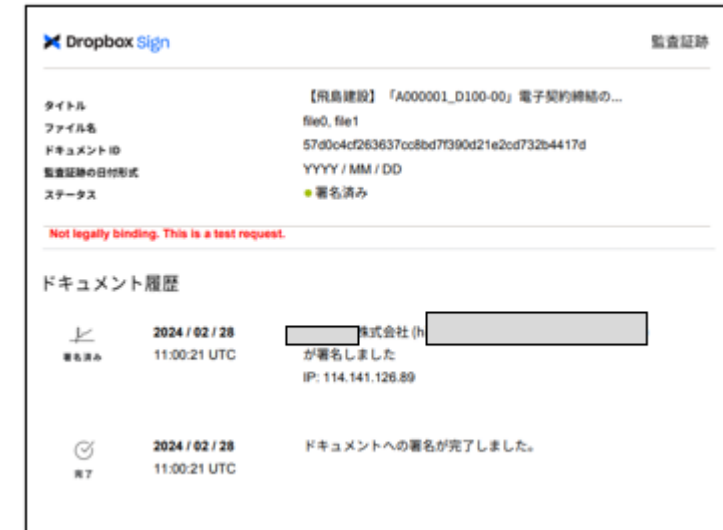 Dropbox Sign
監査証跡
タイトル 【飛島建設】「A000001_D100-00」電子契約締結の...
ファイル名 file0, file1
ドキュメント ID 57d0c4cf263637cc8bd7f390d21e2cd732b4417d
監査証跡の日付形式 YYYY / MM / DD
ステータス 署名済み
Not legally binding. This is a test request.
ドキュメント履歴
署名済み 2024 / 02 / 28 株式会社 (h
11:00:21 UTC が署名しました
IP: 114.141.126.89
完了 2024 / 02 / 28 ドキュメントへの署名が完了しました。
11:00:21 UTC